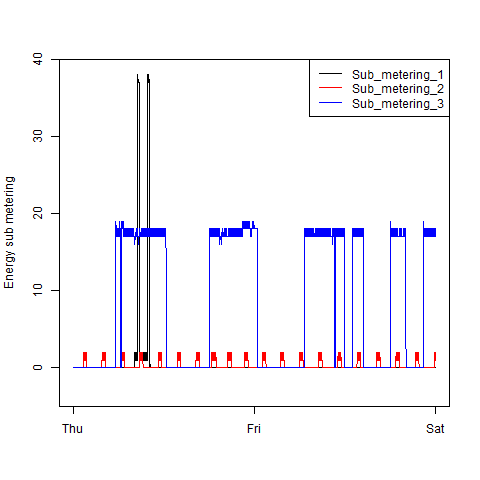 Sub_metering_1
Sub_metering_2
Sub_metering_3
Energy sub metering
40
30
20
10
0
Thu Fri Sat